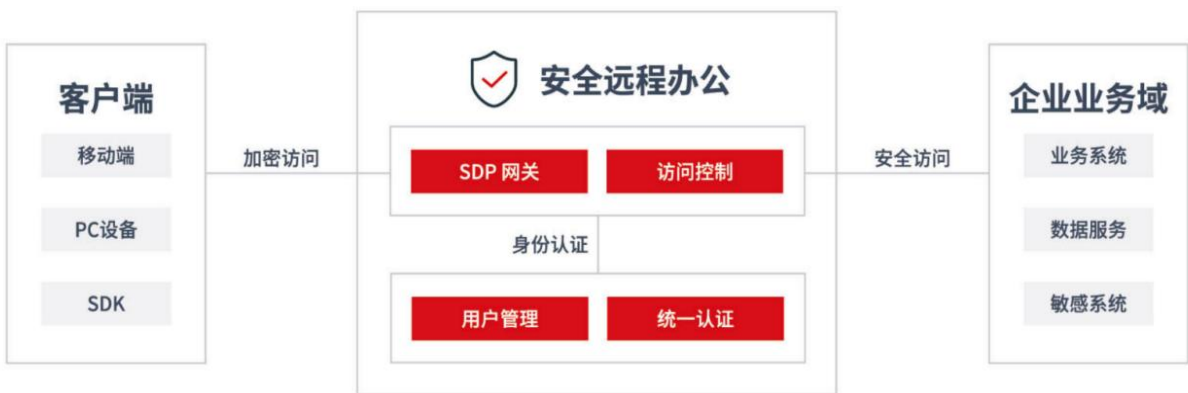 客户端
移动端
PC设备
SDK
加密访问
安全远程办公
SDP 网关
访问控制
身份认证
用户管理
统一认证
安全访问
企业业务域
业务系统
数据服务
敏感系统